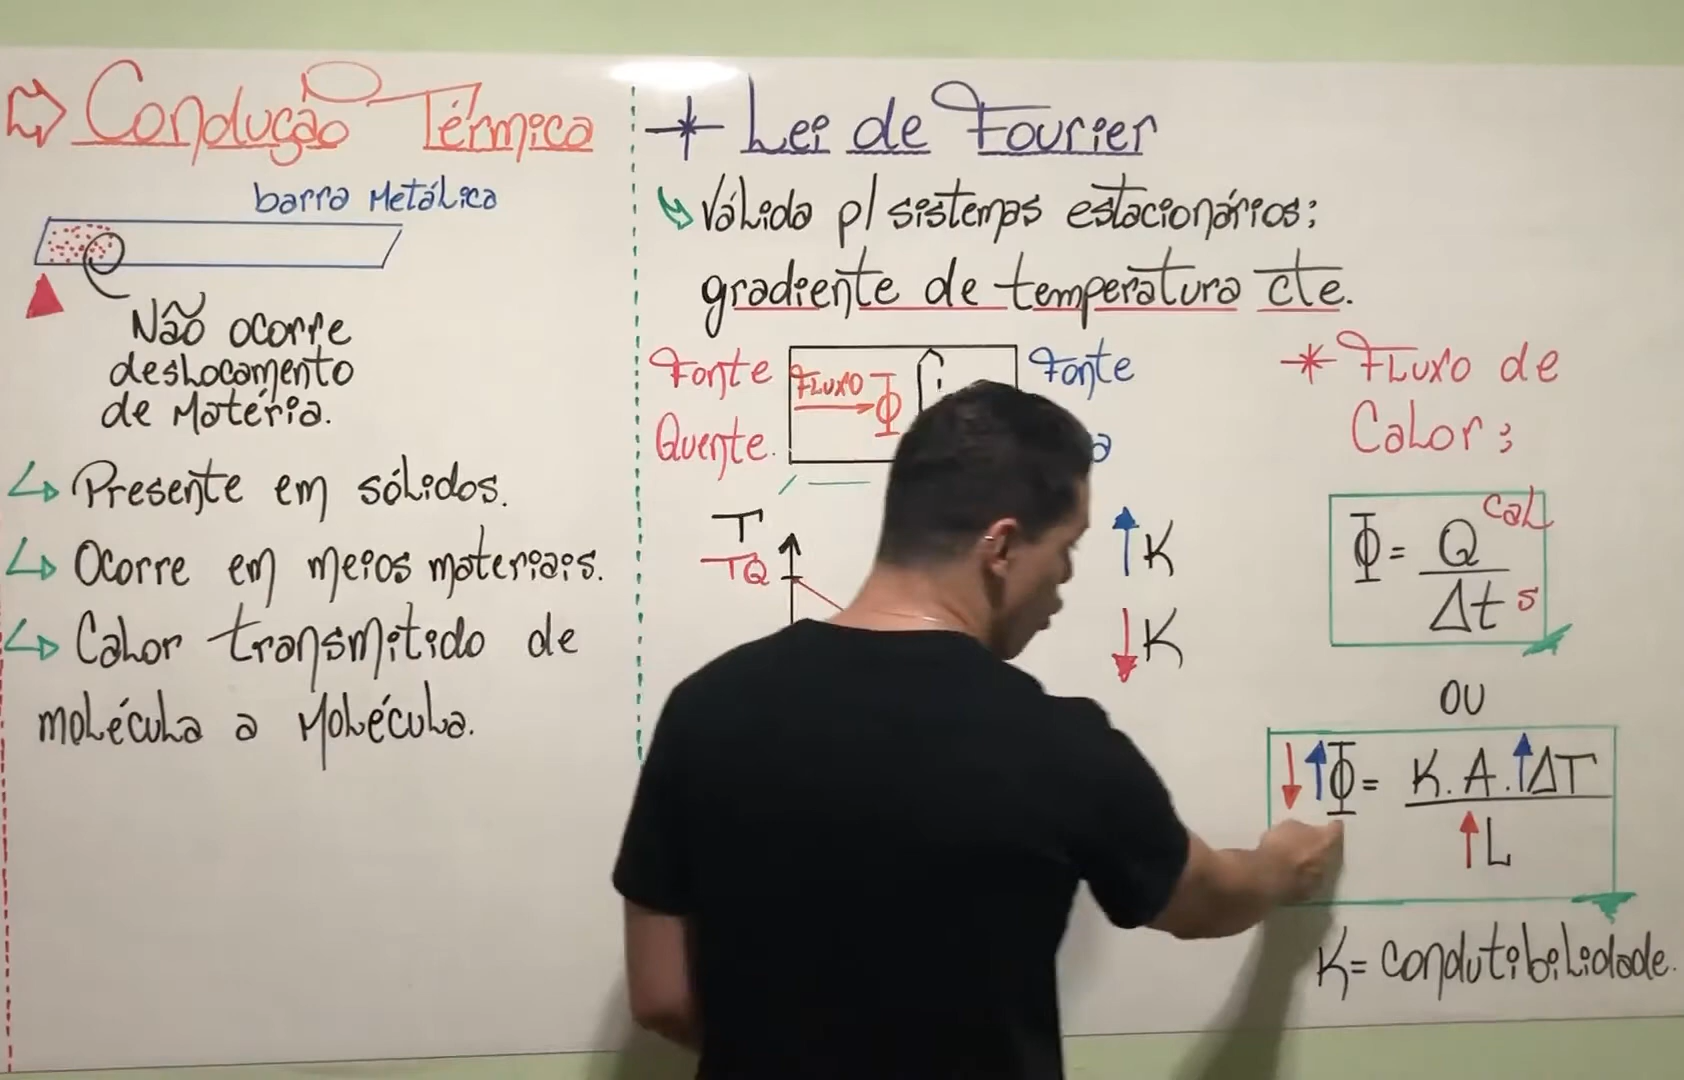 Condução Térmica
barra Metálica
Não ocorre
deslocamento
de Matéria.
Presente em sólidos.
Ocorre em meios materiais.
Calor transmitido de
molécula a Molécula.
* Lei de Fourier
Válida p/ sistemas estacionários:
gradiente de temperatura cte.
Fonte
Quente.
Fluxo Φ
Fonte
T
TQ
↑K
↓K
* Fluxo de
Calor:
Φ = Q cal
Δt s
ou
↓↑Φ = K.A.↑ΔT
↑L
K= condutibilidade.